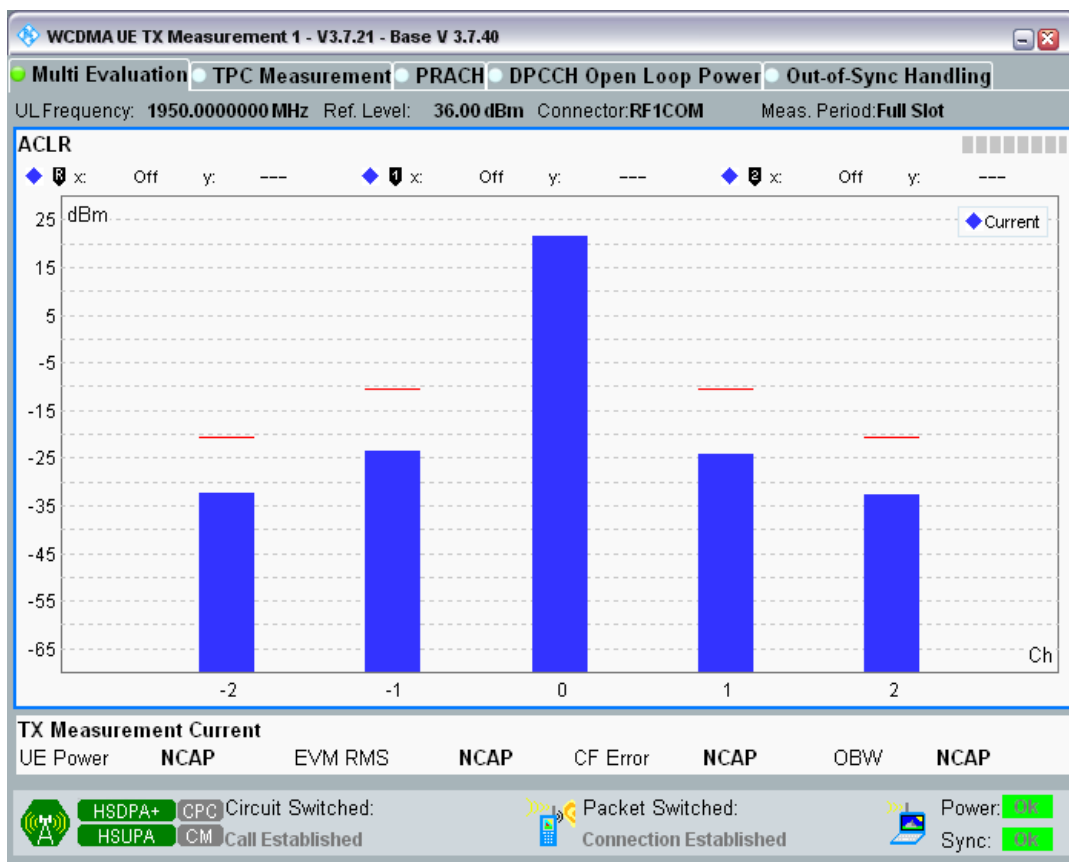 WCDMA UE TX Measurement 1 - V3.7.21 - Base V 3.7.40
Multi Evaluation TPC Measurement PRACH DPCCH Open Loop Power Out-of-Sync Handling
UL Frequency: 1950.0000000 MHz Ref. Level: 36.00 dBm Connector:RF1COM Meas. Period:Full Slot
ACLR
R x: Off y: --- 1 x: Off y: --- 2 x: Off y: ---
dBm
Current
25
15
5
-5
-15
-25
-35
-45
-55
-65
Ch
-2 -1 0 1 2
TX Measurement Current
UE Power NCAP EVM RMS NCAP CF Error NCAP OBW NCAP
HSDPA+ CPC Circuit Switched: Packet Switched: Power: Ok
HSUPA CM Call Established Connection Established Sync: Ok